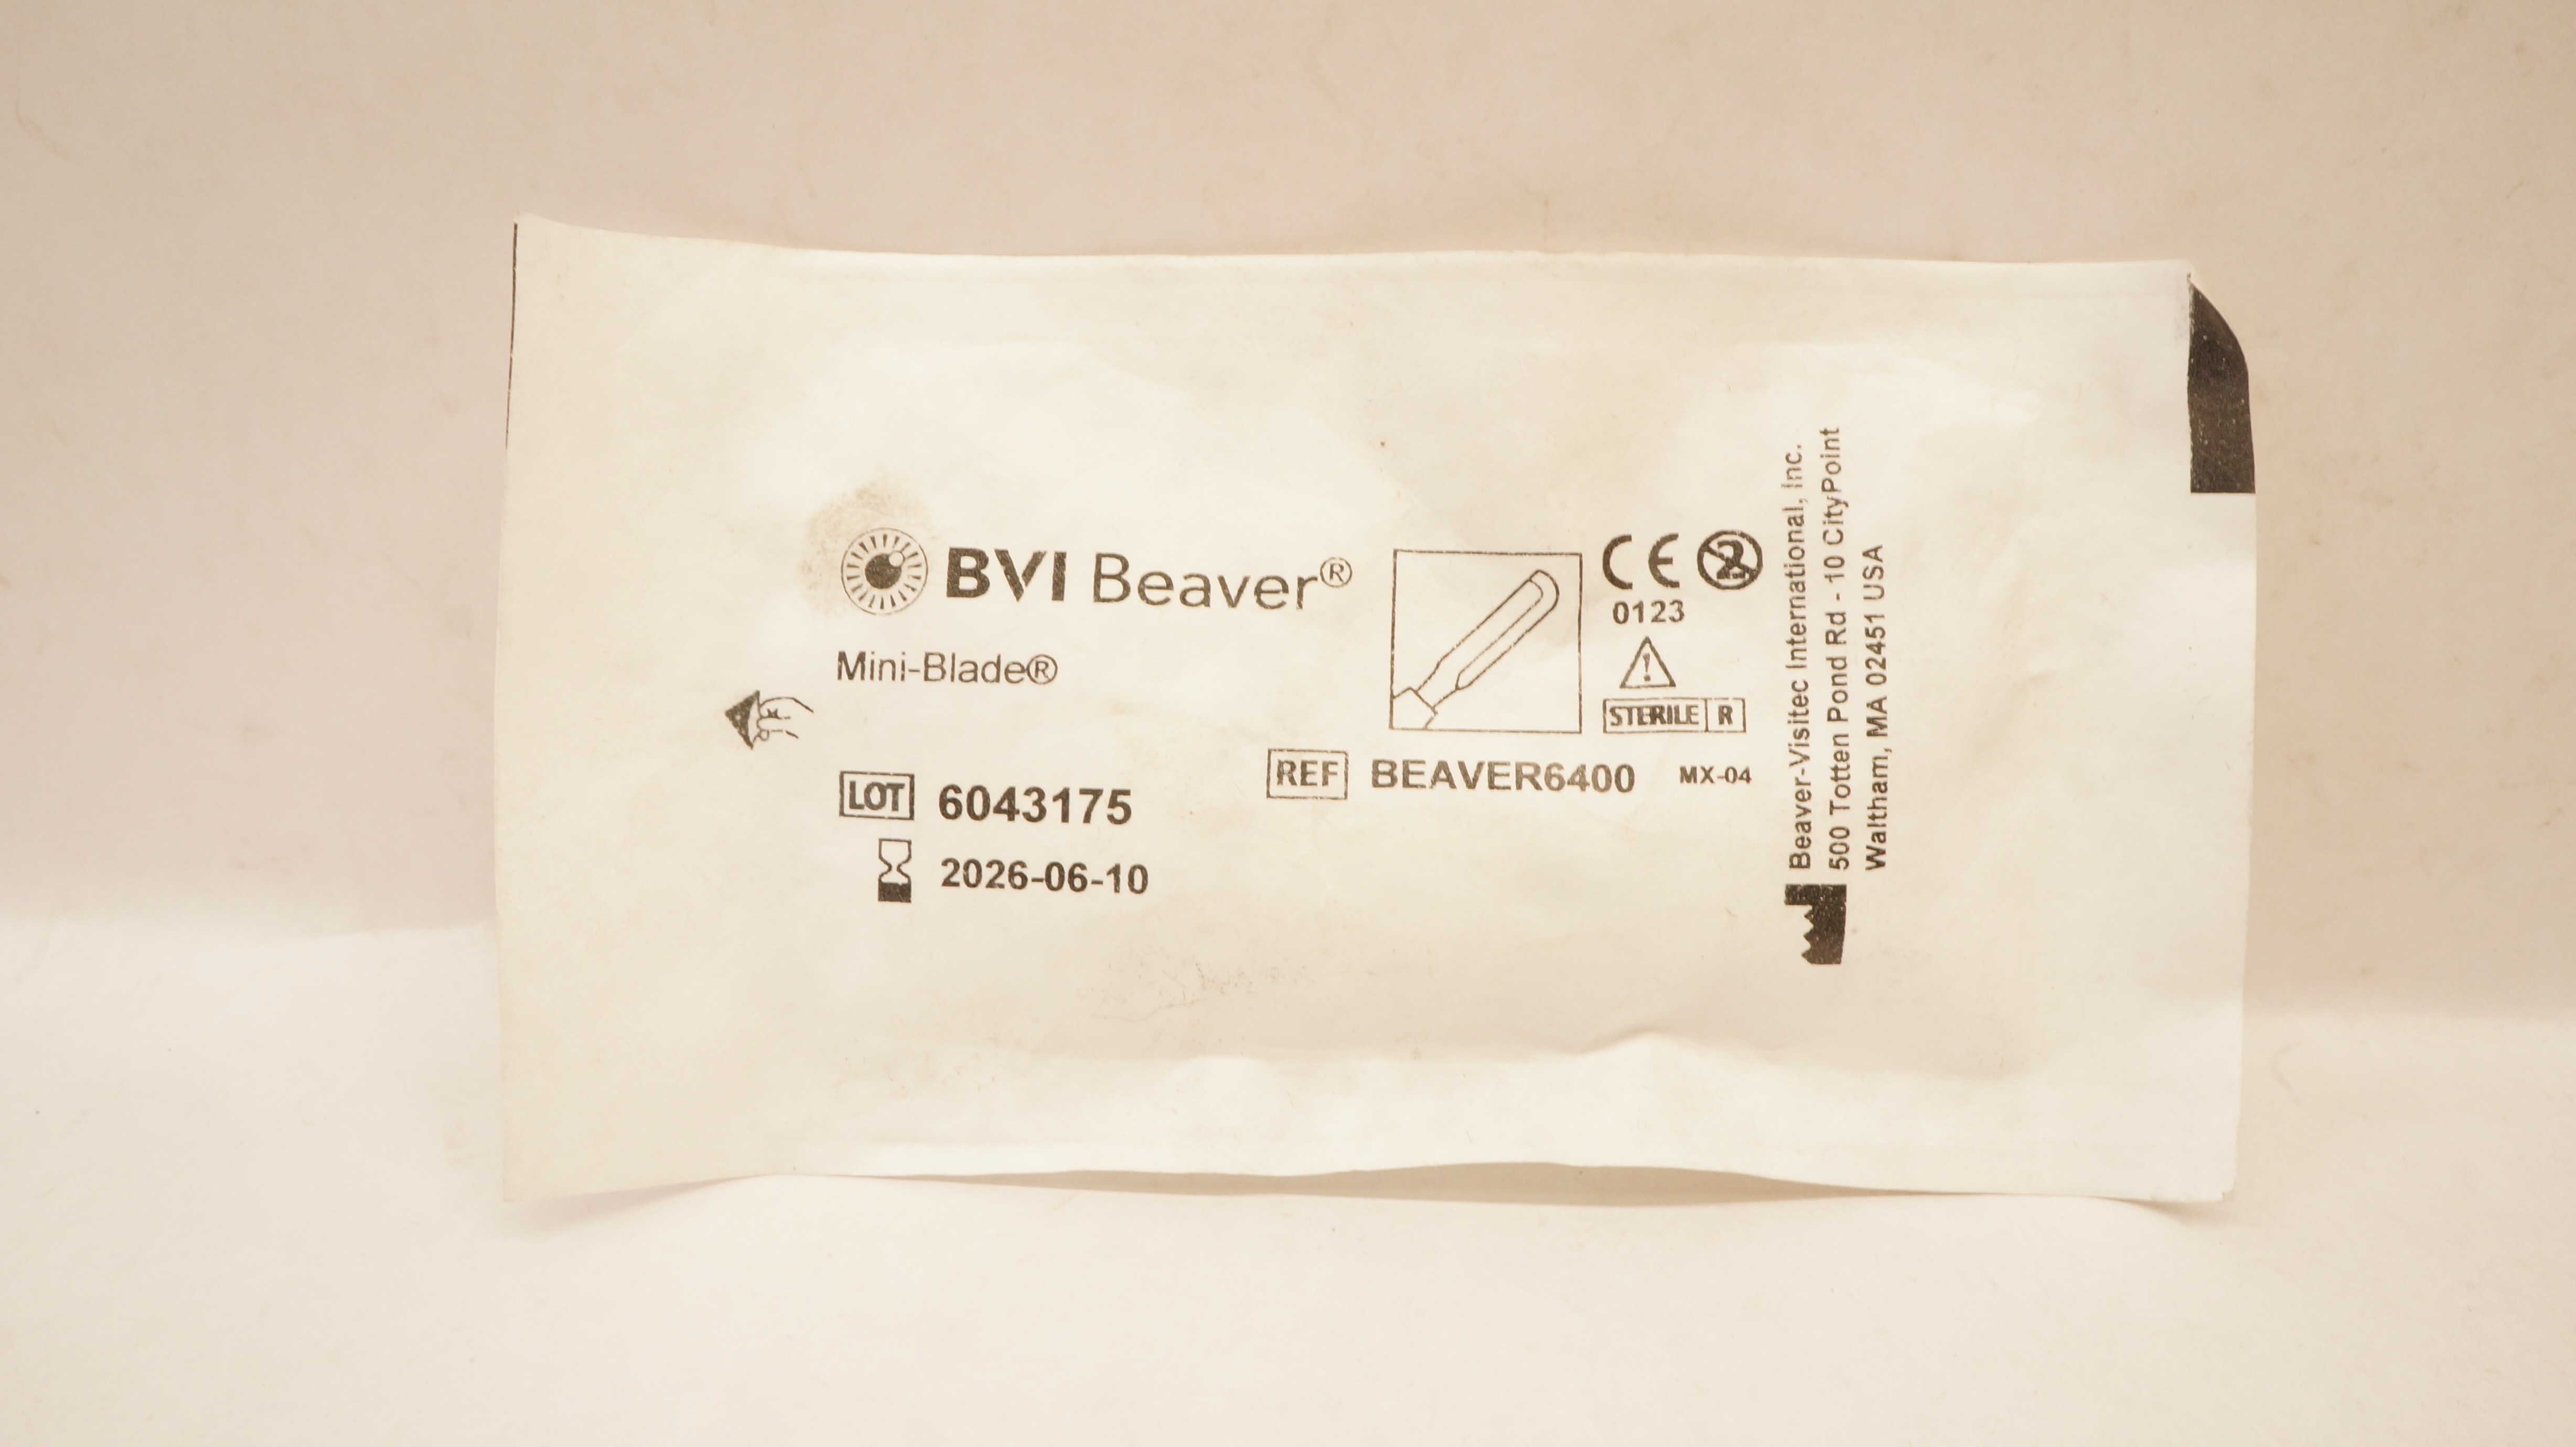 BVI Beaver®
Mini-Blade®
LOT 6043175
2026-06-10
CE
0123
2
!
STERILE R
REF BEAVER6400 MX-04
Beaver-Visitec International, Inc.
500 Totten Pond Rd - 10 CityPoint
Waltham, MA 02451 USA